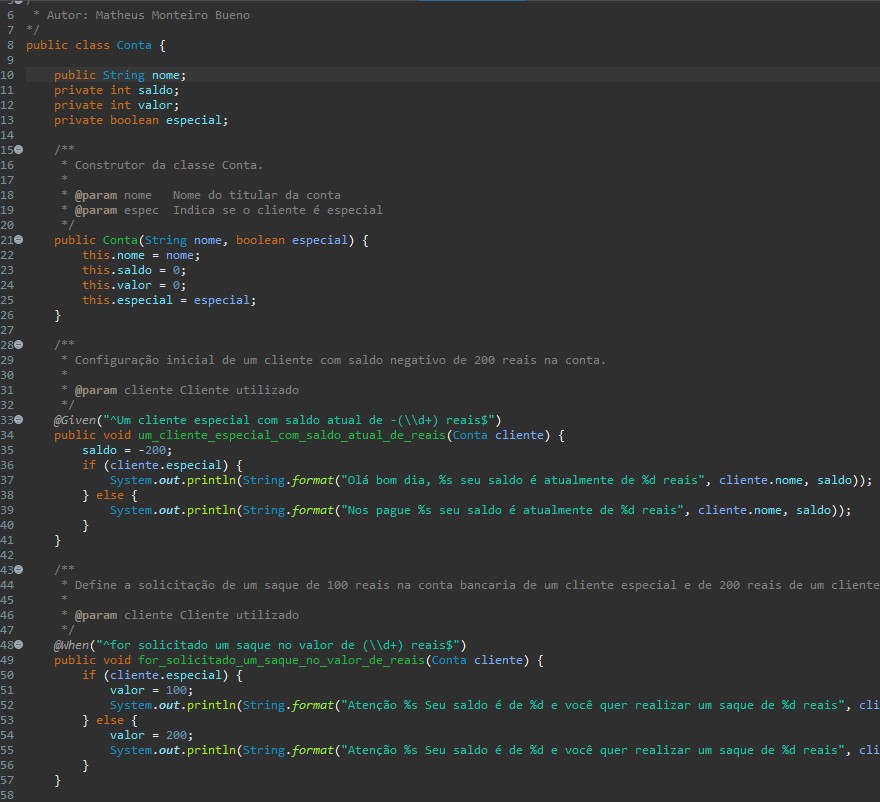 5 /
6 * Autor: Matheus Monteiro Bueno
7 */
8 public class Conta {
9
10 public String nome;
11 private int saldo;
12 private int valor;
13 private boolean especial;
14
15 /**
16 * Construtor da classe Conta.
17 *
18 * @param nome   Nome do titular da conta
19 * @param espec  Indica se o cliente é especial
20 */
21 public Conta(String nome, boolean especial) {
22 this.nome = nome;
23 this.saldo = 0;
24 this.valor = 0;
25 this.especial = especial;
26 }
27
28 /**
29 * Configuração inicial de um cliente com saldo negativo de 200 reais na conta.
30 *
31 * @param cliente Cliente utilizado
32 */
33 @Given("^Um cliente especial com saldo atual de -(\\d+) reais$")
34 public void um_cliente_especial_com_saldo_atual_de_reais(Conta cliente) {
35 saldo = -200;
36 if (cliente.especial) {
37 System.out.println(String.format("Olá bom dia, %s seu saldo é atualmente de %d reais", cliente.nome, saldo));
38 } else {
39 System.out.println(String.format("Nos pague %s seu saldo é atualmente de %d reais", cliente.nome, saldo));
40 }
41 }
42
43 /**
44 * Define a solicitação de um saque de 100 reais na conta bancaria de um cliente especial e de 200 reais de um cliente
45 *
46 * @param cliente Cliente utilizado
47 */
48 @When("^for solicitado um saque no valor de (\\d+) reais$")
49 public void for_solicitado_um_saque_no_valor_de_reais(Conta cliente) {
50 if (cliente.especial) {
51 valor = 100;
52 System.out.println(String.format("Atenção %s Seu saldo é de %d e você quer realizar um saque de %d reais", cli
53 } else {
54 valor = 200;
55 System.out.println(String.format("Atenção %s Seu saldo é de %d e você quer realizar um saque de %d reais", cli
56 }
57 }
58